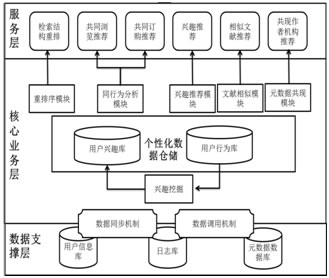 服务层
检索结
构重排
共同浏
览推荐
共同订
购推荐
兴趣推
荐
相似文
献推荐
共现作
者机构
推荐
核心业务层
重排序模块
同行为分析
模块
兴趣推荐模
块
文献相似模
块
元数据共现
模块
个性化数
据仓储
用户兴趣库
用户行为库
兴趣挖掘
数据同步机制
数据调用机制
数据支
撑层
用户信息
库
日志库
元数据数
据库